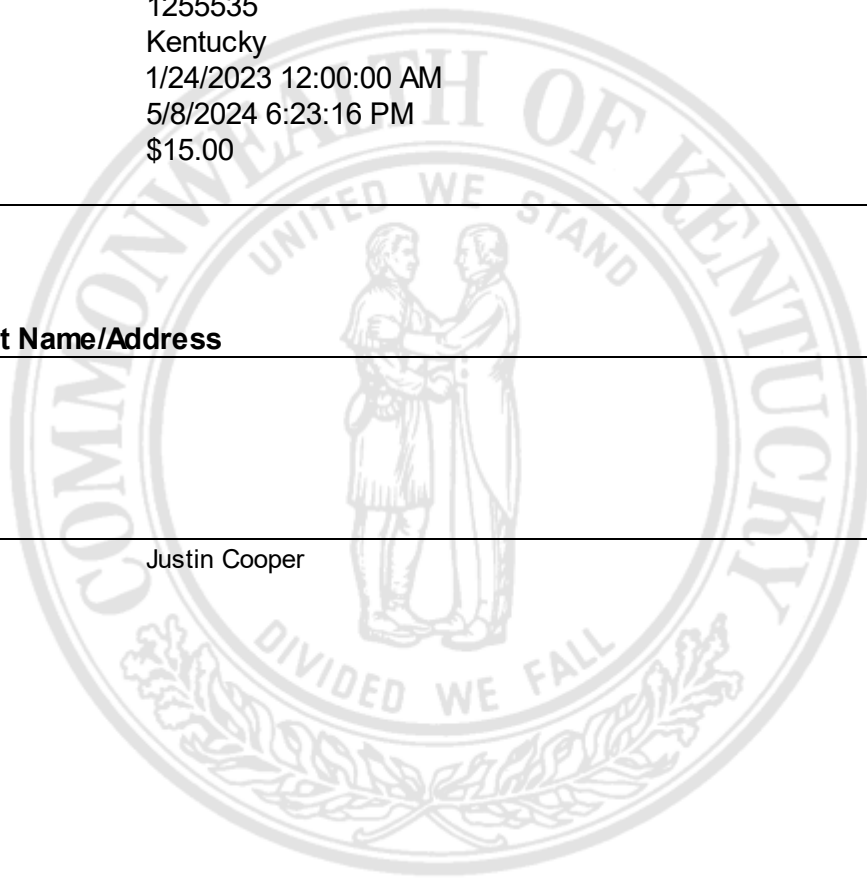 1255535
Kentucky
1/24/2023 12:00:00 AM
5/8/2024 6:23:16 PM
$15.00
COMMONWEALTH OF KENTUCKY
UNITED WE STAND
t Name/Address
Justin Cooper
DIVIDED WE FALL